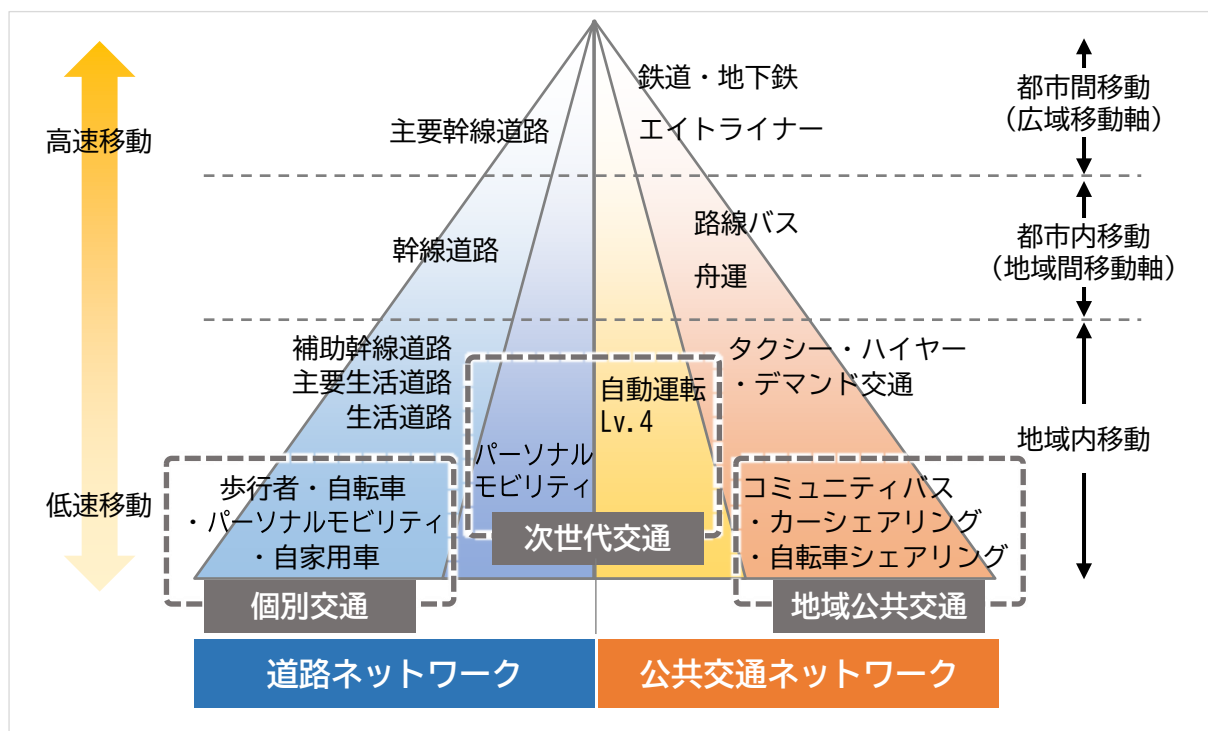 高速移動
低速移動
主要幹線道路
幹線道路
補助幹線道路
主要生活道路
生活道路
歩行者・自転車
・パーソナルモビリティ
・自家用車
個別交通
パーソナル
モビリティ
自動運転
Lv.4
次世代交通
鉄道・地下鉄
エイトライナー
路線バス
舟運
タクシー・ハイヤー
・デマンド交通
コミュニティバス
・カーシェアリング
・自転車シェアリング
地域公共交通
都市間移動
（広域移動軸）
都市内移動
（地域間移動軸）
地域内移動
道路ネットワーク
公共交通ネットワーク